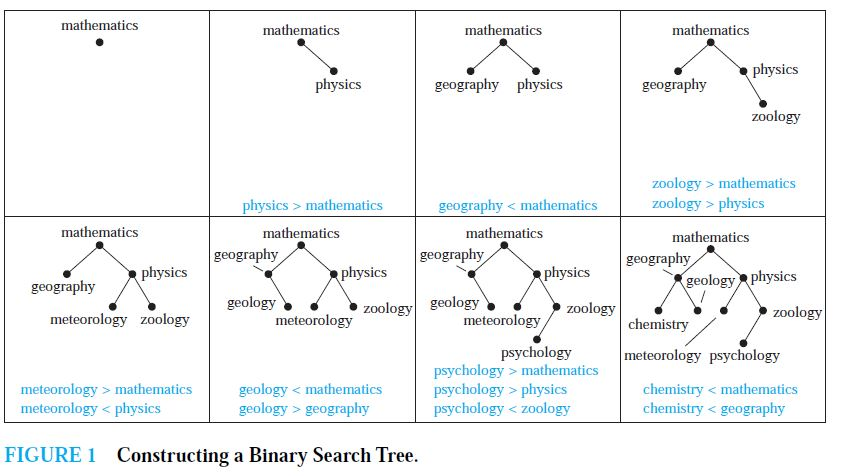 mathematics
mathematics
physics
physics > mathematics
mathematics
geography physics
geography < mathematics
mathematics
physics
geography
zoology
zoology > mathematics
zoology > physics
mathematics
physics
geography
meteorology zoology
meteorology > mathematics
meteorology < physics
mathematics
geography
physics
geology
zoology
meteorology
geology < mathematics
geology > geography
mathematics
geography
physics
geology
zoology
meteorology
psychology
psychology > mathematics
psychology > physics
psychology < zoology
mathematics
geography
geology
physics
zoology
chemistry
meteorology psychology
chemistry < mathematics
chemistry < geography
FIGURE 1 Constructing a Binary Search Tree.